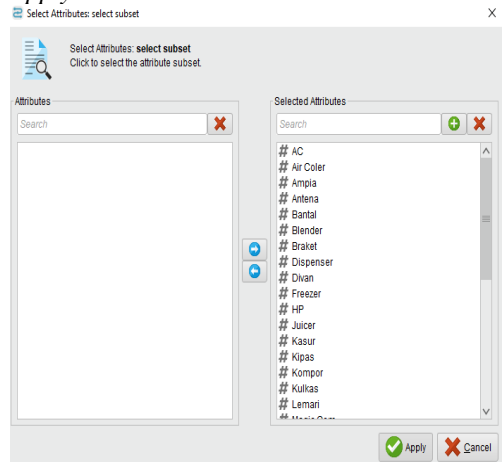 Select Attributes: select subset
X
Select Attributes: select subset
Click to select the attribute subset.
Attributes
Selected Attributes
Search
Search
# AC
# Air Coler
# Ampia
# Antena
# Bantal
# Blender
# Braket
# Dispenser
# Divan
# Freezer
# HP
# Juicer
# Kasur
# Kipas
# Kompor
# Kulkas
# Lemari
Apply
Cancel